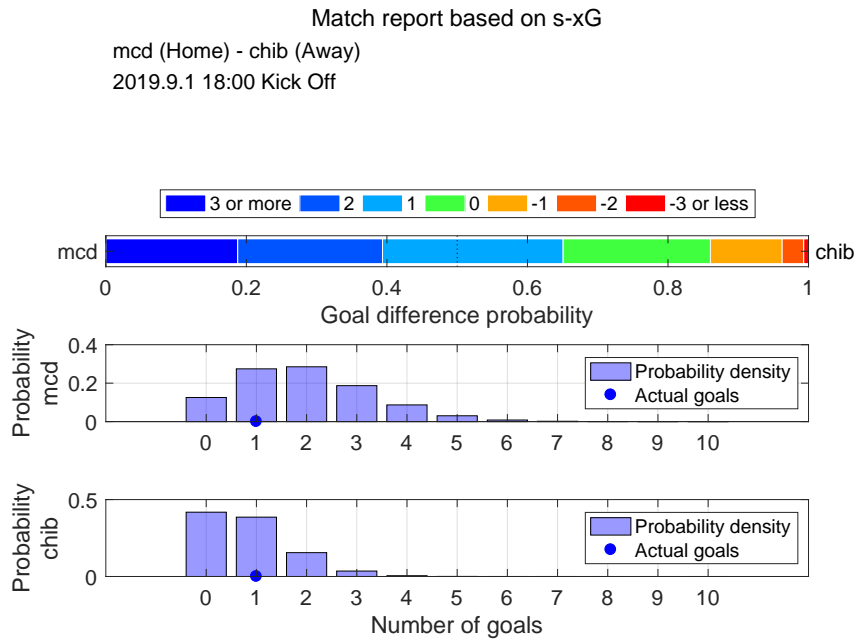 Match report based on s-xG
mcd (Home) - chib (Away)
2019.9.1 18:00 Kick Off
3 or more 2 1 0 -1 -2 -3 or less
mcd chib
0 0.2 0.4 0.6 0.8 1
Goal difference probability
Probability
mcd
0.4
0.2
0
Probability density
Actual goals
0 1 2 3 4 5 6 7 8 9 10
Probability
chib
0.5
0
Probability density
Actual goals
0 1 2 3 4 5 6 7 8 9 10
Number of goals